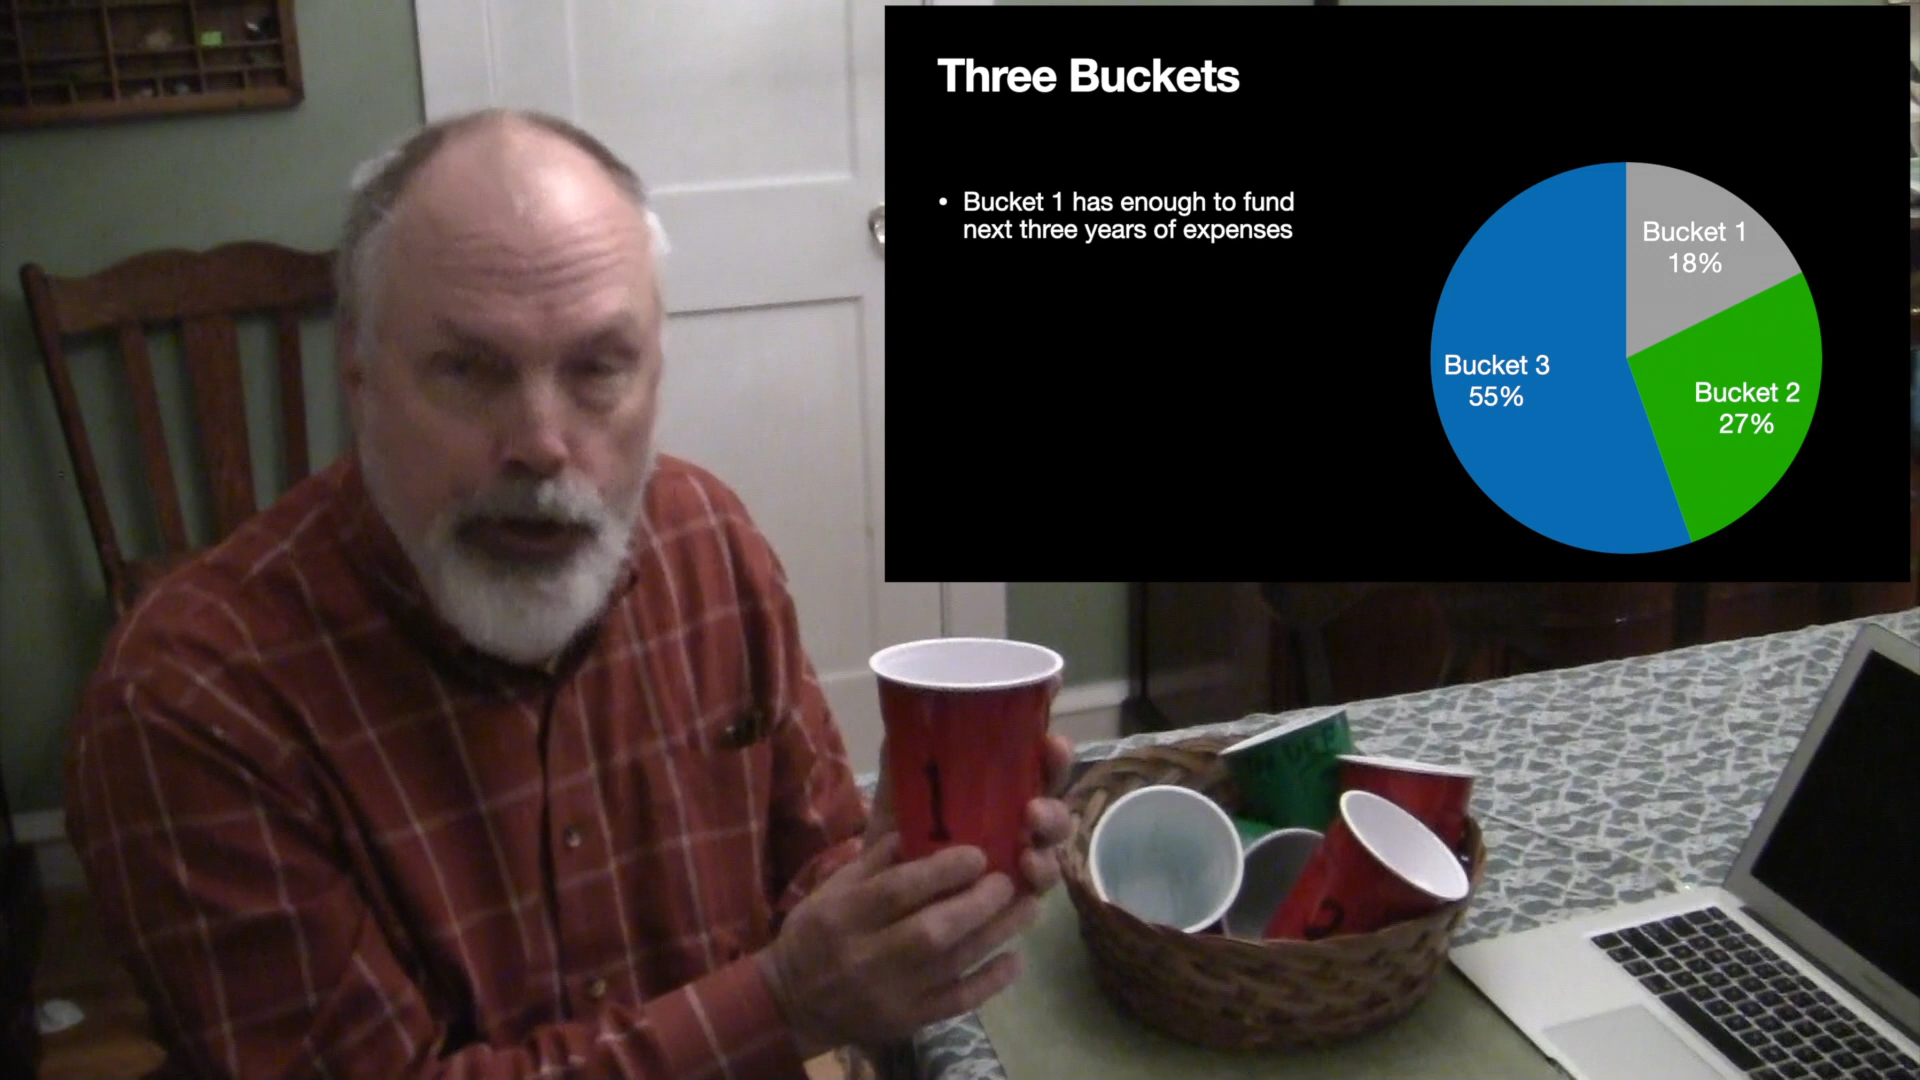 Three Buckets
• Bucket 1 has enough to fund
next three years of expenses
Bucket 1
18%
Bucket 2
27%
Bucket 3
55%
1
2